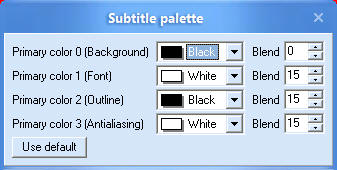 Subtitle palette
Primary color 0 (Background) Black Blend 0
Primary color 1 (Font) White Blend 15
Primary color 2 (Outline) Black Blend 15
Primary color 3 (Antialiasing) White Blend 15
Use default